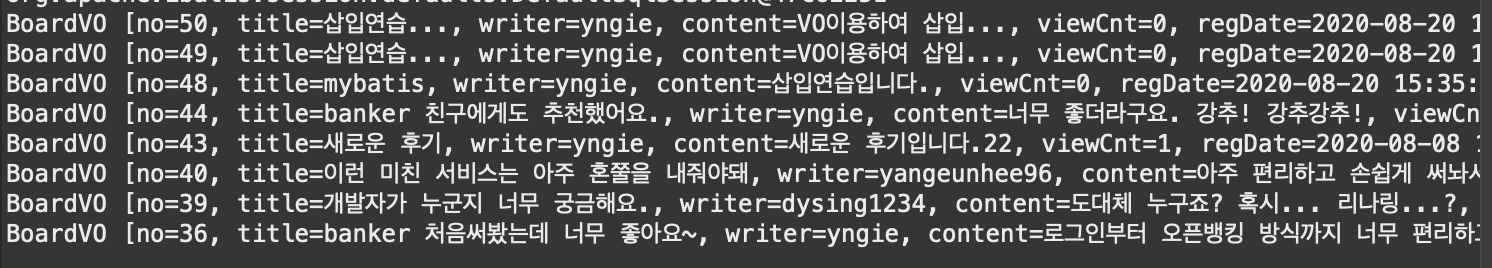 BoardVO [no=50, title=삽입연습..., writer=yngie, content=VO이용하여 삽입..., viewCnt=0, regDate=2020-08-20 1
BoardVO [no=49, title=삽입연습..., writer=yngie, content=VO이용하여 삽입..., viewCnt=0, regDate=2020-08-20 1
BoardVO [no=48, title=mybatis, writer=yngie, content=삽입연습입니다., viewCnt=0, regDate=2020-08-20 15:35:
BoardVO [no=44, title=banker 친구에게도 추천했어요., writer=yngie, content=너무 좋더라구요. 강추! 강추강추!, viewCn
BoardVO [no=43, title=새로운 후기, writer=yngie, content=새로운 후기입니다.22, viewCnt=1, regDate=2020-08-08 1
BoardVO [no=40, title=이런 미친 서비스는 아주 혼쭐을 내줘야돼, writer=yangeunhee96, content=아주 편리하고 손쉽게 써놔서
BoardVO [no=39, title=개발자가 누군지 너무 궁금해요., writer=dysing1234, content=도대체 누구죠? 혹시... 리나링...?,
BoardVO [no=36, title=banker 처음써봤는데 너무 좋아요~, writer=yngie, content=로그인부터 오픈뱅킹 방식까지 너무 편리하고